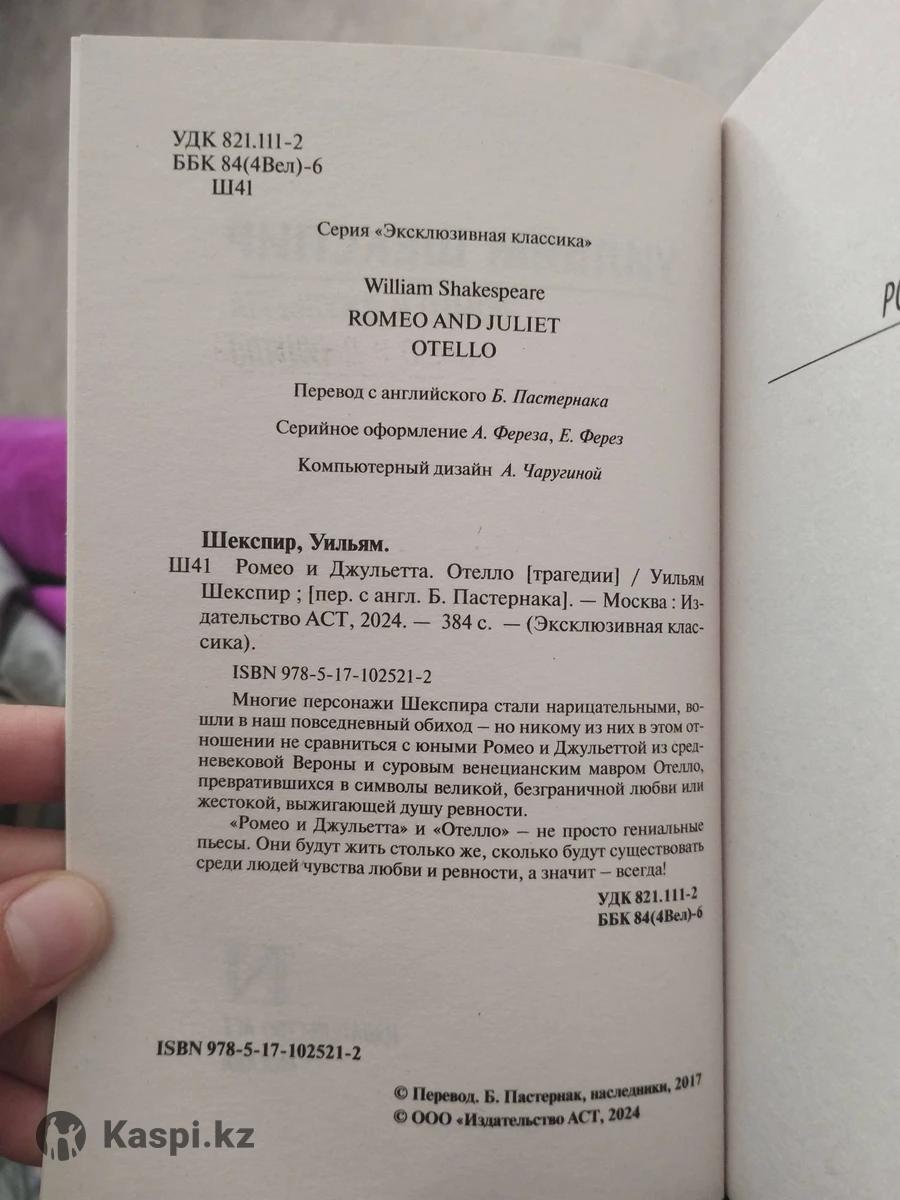 УДК 821.111-2
ББК 84(4Вел)-6
Ш41
Серия «Эксклюзивная классика»
William Shakespeare
ROMEO AND JULIET
OTELLO
Перевод с английского Б. Пастернака
Серийное оформление А. Фереза, Е. Ферез
Компьютерный дизайн А. Чаругиной
Шекспир, Уильям.
Ш41 Ромео и Джульетта. Отелло [трагедии] / Уильям
Шекспир ; [пер. с англ. Б. Пастернака]. — Москва : Из-
дательство АСТ, 2024. — 384 с. — (Эксклюзивная клас-
сика).
ISBN 978-5-17-102521-2
Многие персонажи Шекспира стали нарицательными, во-
шли в наш повседневный обиход – но никому из них в этом от-
ношении не сравниться с юными Ромео и Джульеттой из сред-
невековой Вероны и суровым венецианским мавром Отелло,
превратившихся в символы великой, безграничной любви или
жестокой, выжигающей душу ревности.
«Ромео и Джульетта» и «Отелло» – не просто гениальные
пьесы. Они будут жить столько же, сколько будут существовать
среди людей чувства любви и ревности, а значит – всегда!
УДК 821.111-2
ББК 84(4Вел)-6
ISBN 978-5-17-102521-2
© Перевод. Б. Пастернак, наследники, 2017
© ООО «Издательство АСТ, 2024
Kaspi.kz